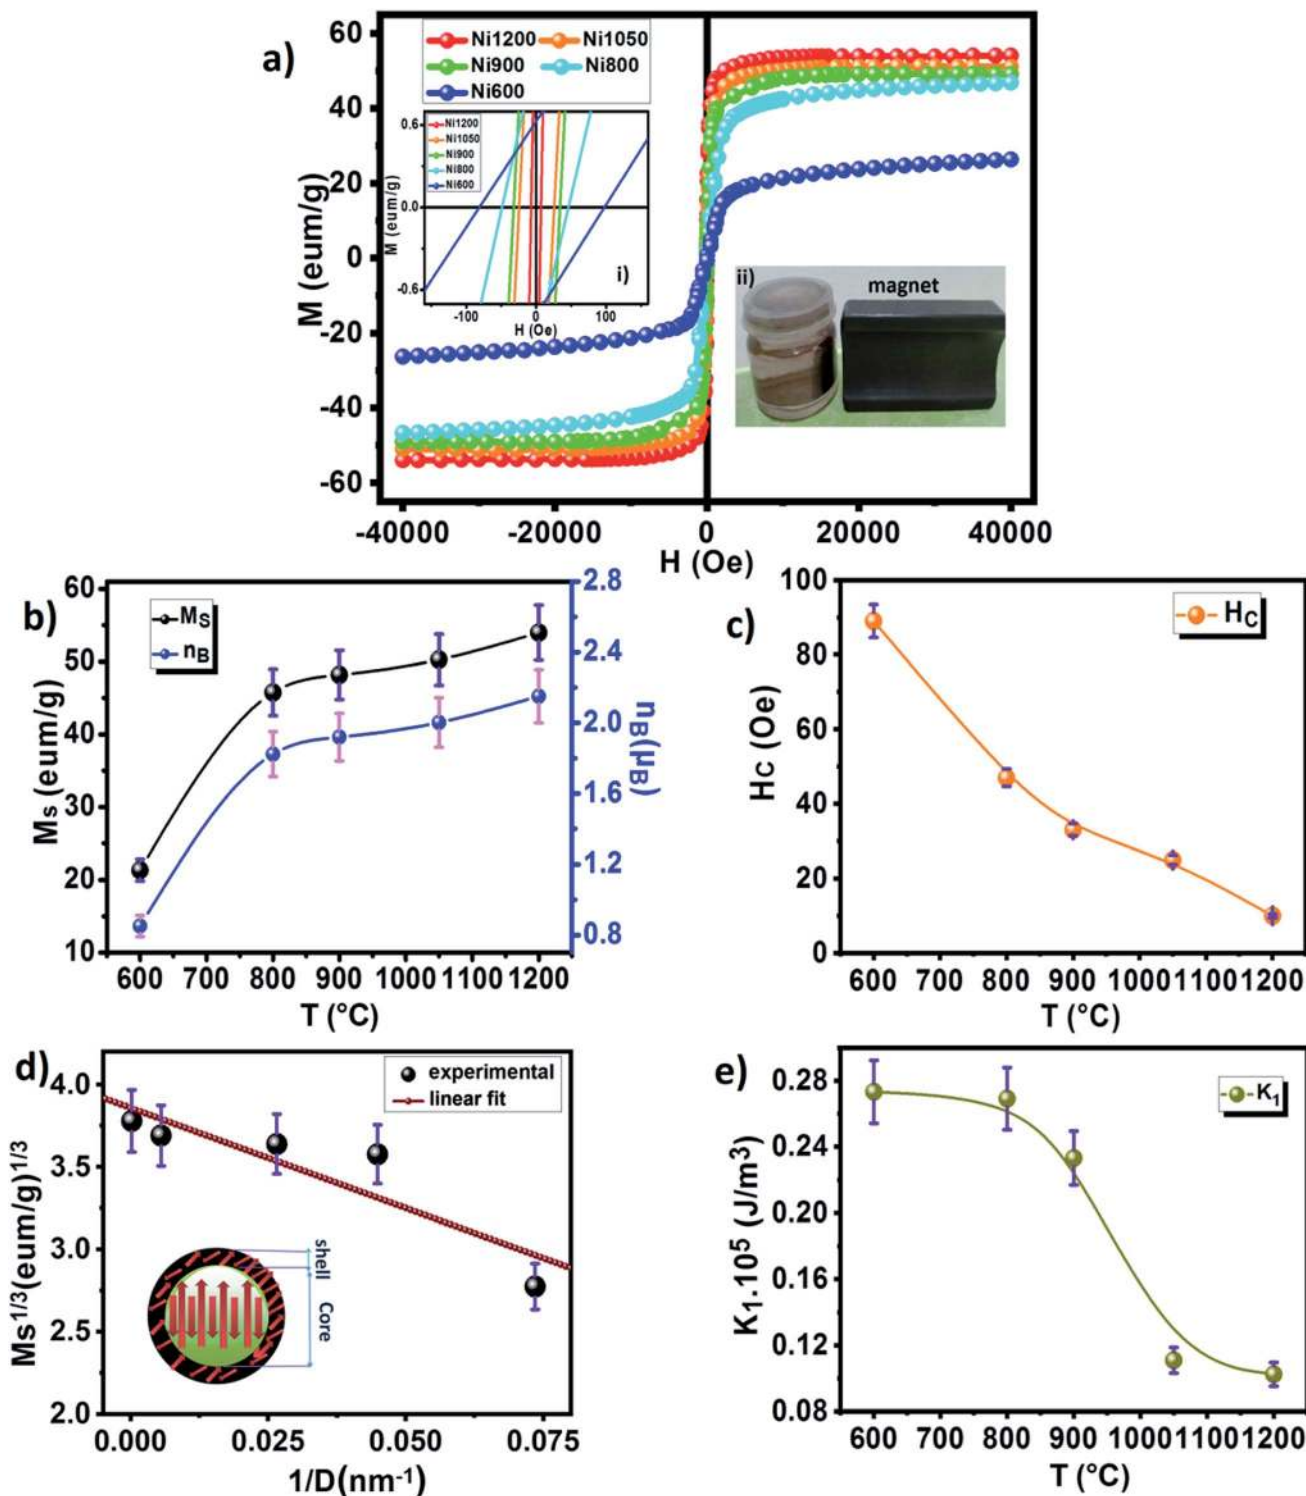 a)
Ni1200 Ni1050
Ni900 Ni800
Ni600
60
40
20
0
-20
-40
-60
M (eum/g)
-40000 -20000 0 20000 40000
H (Oe)
Ni1200
Ni1050
Ni900
Ni800
Ni600
0.6
0.0
-0.6
M (eum/g)
-100 0 100
H (Oe)
i)
ii)
magnet
b)
MS
nB
60
50
40
30
20
10
Ms (eum/g)
2.8
2.4
2.0
1.6
1.2
0.8
nB(μB)
600 700 800 900 1000 1100 1200
T (°C)
c)
HC
100
80
60
40
20
0
HC (Oe)
600 700 800 900 1000 1100 1200
T (°C)
d)
experimental
linear fit
4.0
3.5
3.0
2.5
2.0
Ms1/3(eum/g)1/3
shell
Core
0.000 0.025 0.050 0.075
1/D(nm-1)
e)
K1
0.28
0.24
0.20
0.16
0.12
0.08
K1.105 (J/m3)
600 700 800 900 1000 1100 1200
T (°C)